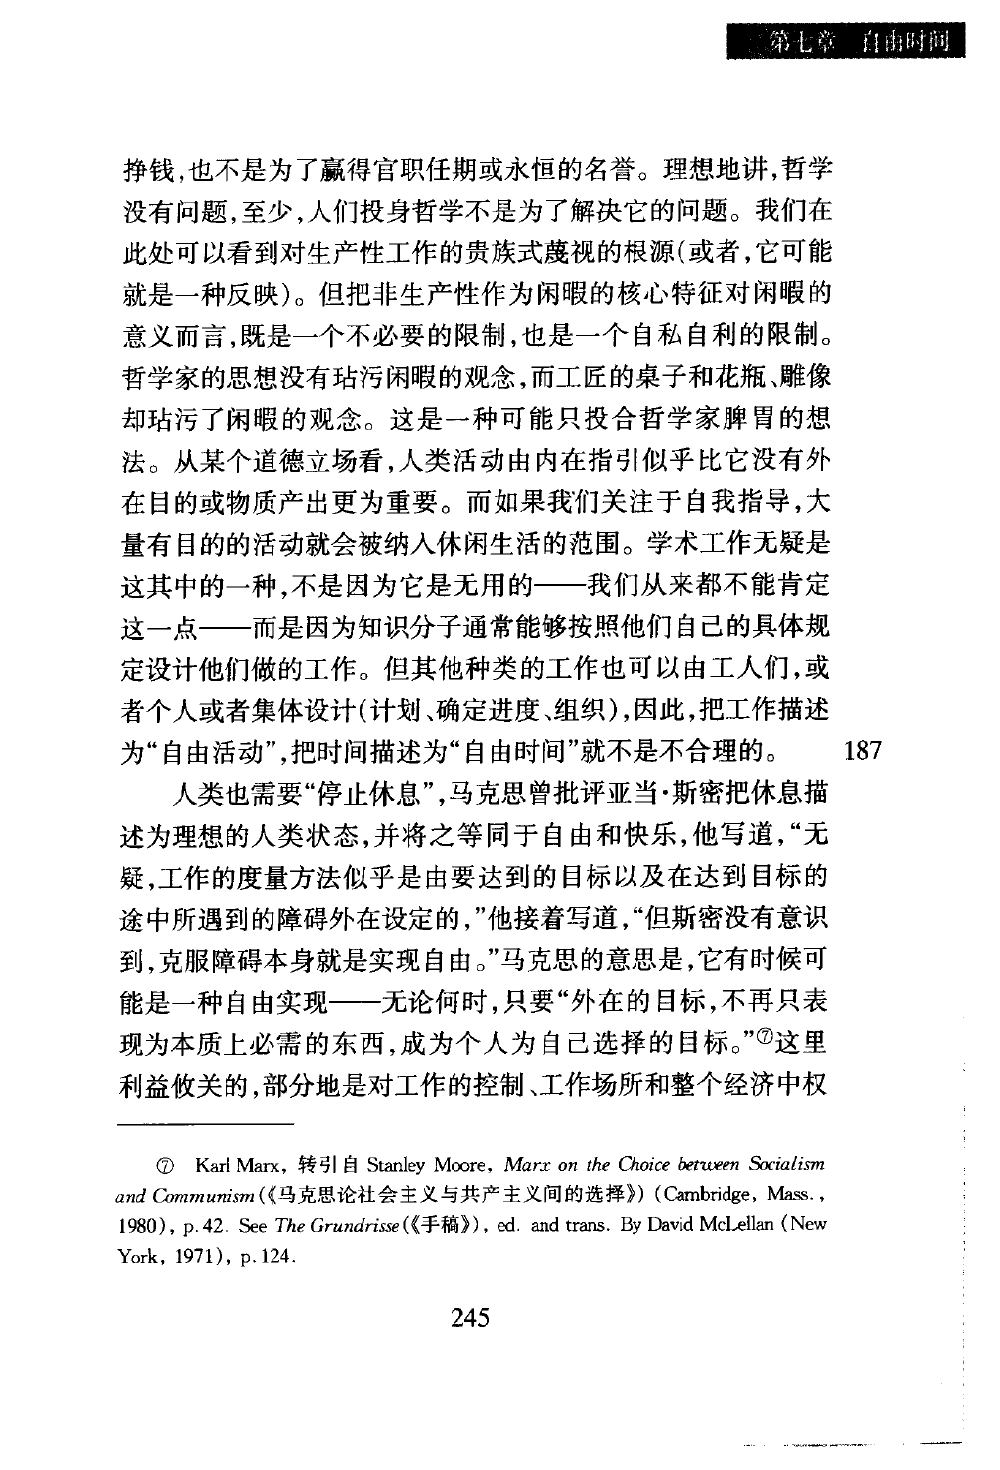 第七章 自由时间
挣钱,也不是为了赢得官职任期或永恒的名誉。理想地讲,哲学
没有问题,至少,人们投身哲学不是为了解决它的问题。我们在
此处可以看到对生产性工作的贵族式蔑视的根源(或者,它可能
就是一种反映)。但把非生产性作为闲暇的核心特征对闲暇的
意义而言,既是一个不必要的限制,也是一个自私自利的限制。
哲学家的思想没有玷污闲暇的观念,而工匠的桌子和花瓶、雕像
却玷污了闲暇的观念。这是一种可能只投合哲学家脾胃的想
法。从某个道德立场看,人类活动由内在指引似乎比它没有外
在目的或物质产出更为重要。而如果我们关注于自我指导,大
量有目的的活动就会被纳入休闲生活的范围。学术工作无疑是
这其中的一种,不是因为它是无用的——我们从来都不能肯定
这一点——而是因为知识分子通常能够按照他们自己的具体规
定设计他们做的工作。但其他种类的工作也可以由工人们,或
者个人或者集体设计(计划、确定进度、组织),因此,把工作描述
为“自由活动”,把时间描述为“自由时间”就不是不合理的。 187
人类也需要“停止休息”,马克思曾批评亚当·斯密把休息描
述为理想的人类状态,并将之等同于自由和快乐,他写道,“无
疑,工作的度量方法似乎是由要达到的目标以及在达到目标的
途中所遇到的障碍外在设定的,”他接着写道,“但斯密没有意识
到,克服障碍本身就是实现自由。”马克思的意思是,它有时候可
能是一种自由实现——无论何时,只要“外在的目标,不再只表
现为本质上必需的东西,成为个人为自己选择的目标。”⑦这里
利益攸关的,部分地是对工作的控制、工作场所和整个经济中权
⑦ Karl Marx, 转引自 Stanley Moore, Marx on the Choice between Socialism
and Communism(《马克思论社会主义与共产主义间的选择》) (Cambridge, Mass.,
1980), p.42. See The Grundrisse(《手稿》), ed. and trans. By David McLellan (New
York, 1971), p.124.
245